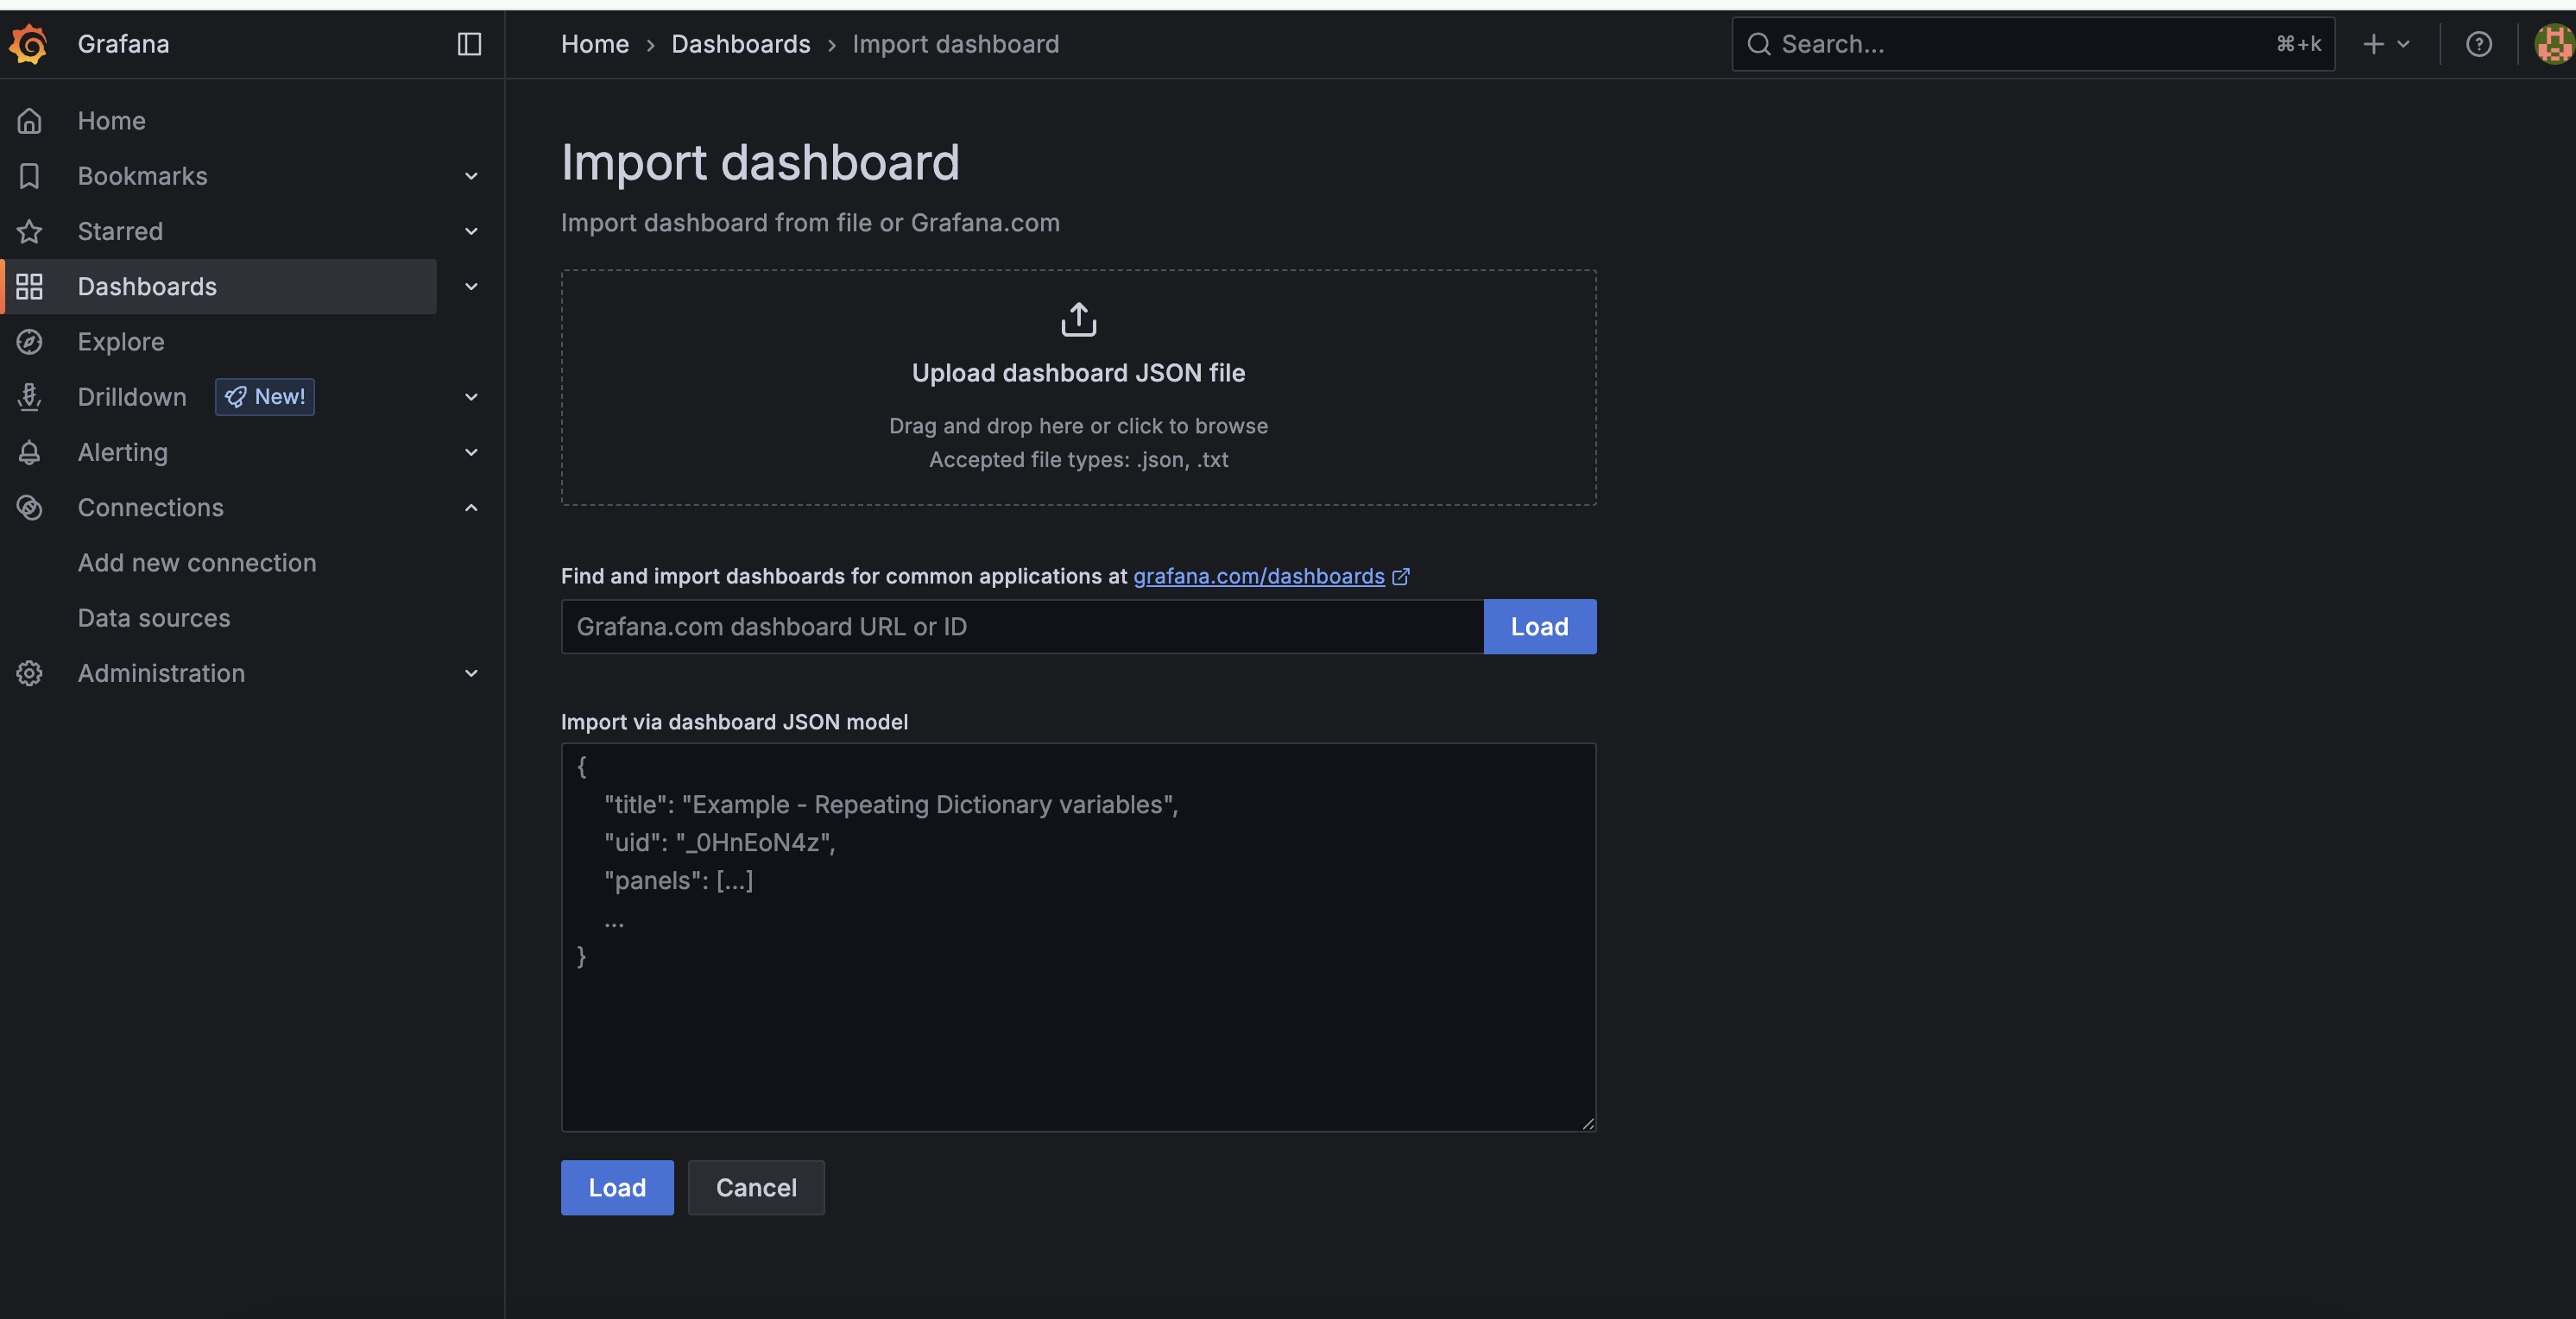 Grafana
Home › Dashboards › Import dashboard
Search...
⌘+k
Home
Bookmarks
Starred
Dashboards
Explore
Drilldown
New!
Alerting
Connections
Add new connection
Data sources
Administration
Import dashboard
Import dashboard from file or Grafana.com
Upload dashboard JSON file
Drag and drop here or click to browse
Accepted file types: .json, .txt
Find and import dashboards for common applications at grafana.com/dashboards
Grafana.com dashboard URL or ID
Load
Import via dashboard JSON model
{
"title": "Example - Repeating Dictionary variables",
"uid": "_0HnEoN4z",
"panels": [...]
...
}
Load
Cancel